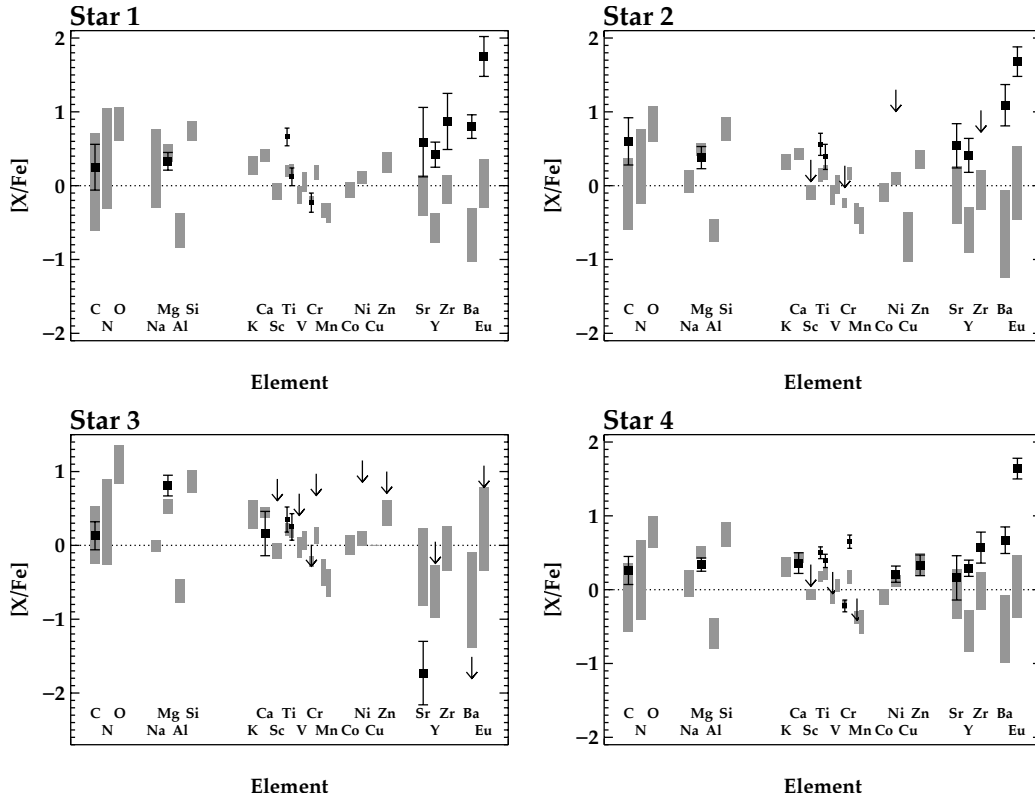 Star 1
[X/Fe]
2
1
0
−1
−2
C O Mg Si Ca Ti Cr Ni Zn Sr Zr Ba
N Na Al K Sc V Mn Co Cu Y Eu
Element
Star 2
[X/Fe]
2
1
0
−1
−2
C O Mg Si Ca Ti Cr Ni Zn Sr Zr Ba
N Na Al K Sc V Mn Co Cu Y Eu
Element
Star 3
[X/Fe]
1
0
−1
−2
C O Mg Si Ca Ti Cr Ni Zn Sr Zr Ba
N Na Al K Sc V Mn Co Cu Y Eu
Element
Star 4
[X/Fe]
2
1
0
−1
−2
C O Mg Si Ca Ti Cr Ni Zn Sr Zr Ba
N Na Al K Sc V Mn Co Cu Y Eu
Element